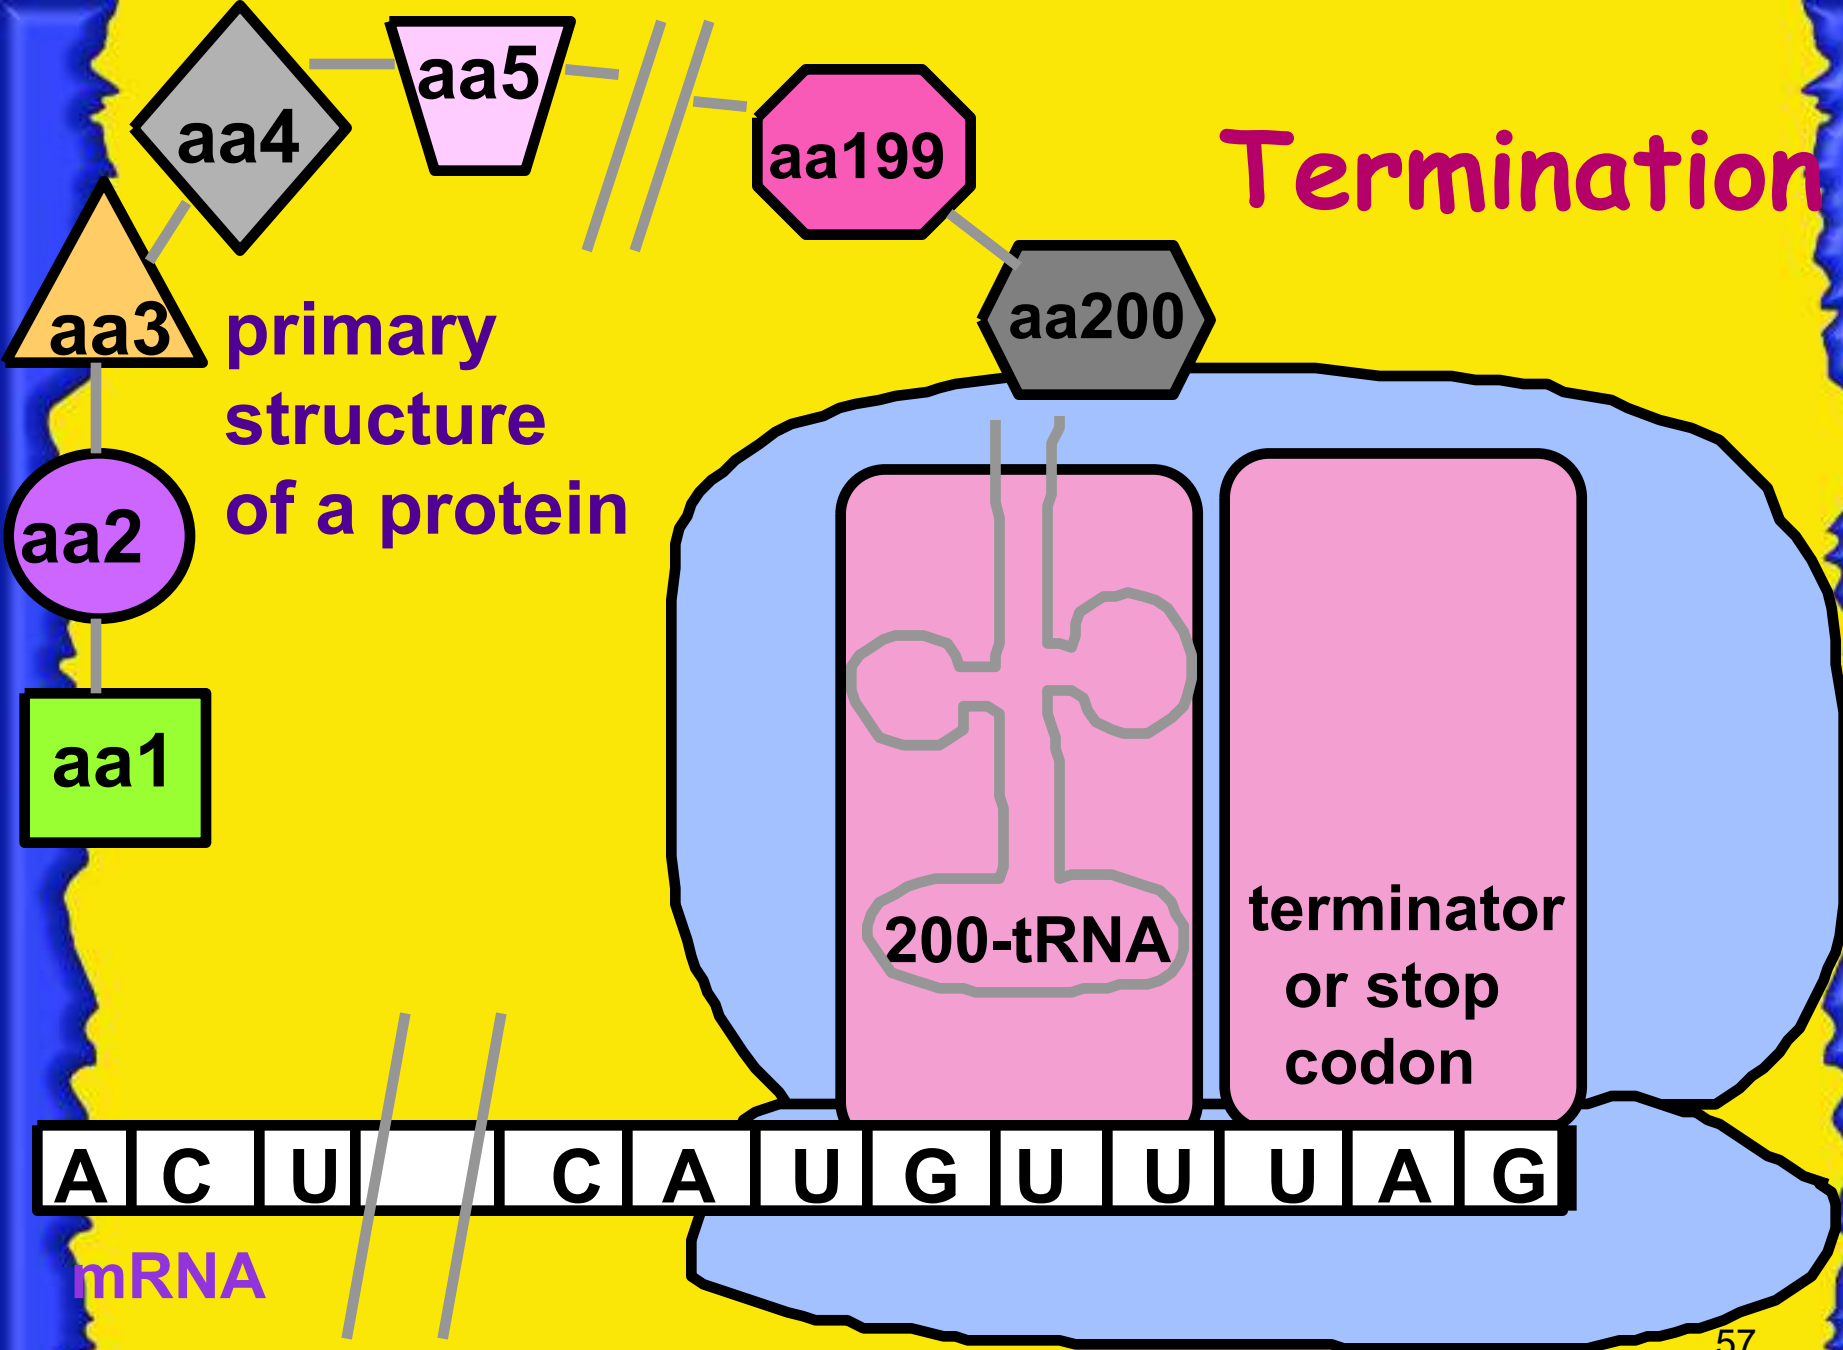 aa5
aa4
aa199
Termination
aa200
aa3
primary
structure
of a protein
aa2
aa1
200-tRNA
terminator
or stop
codon
A C U C A U G U U U A G
mRNA
57